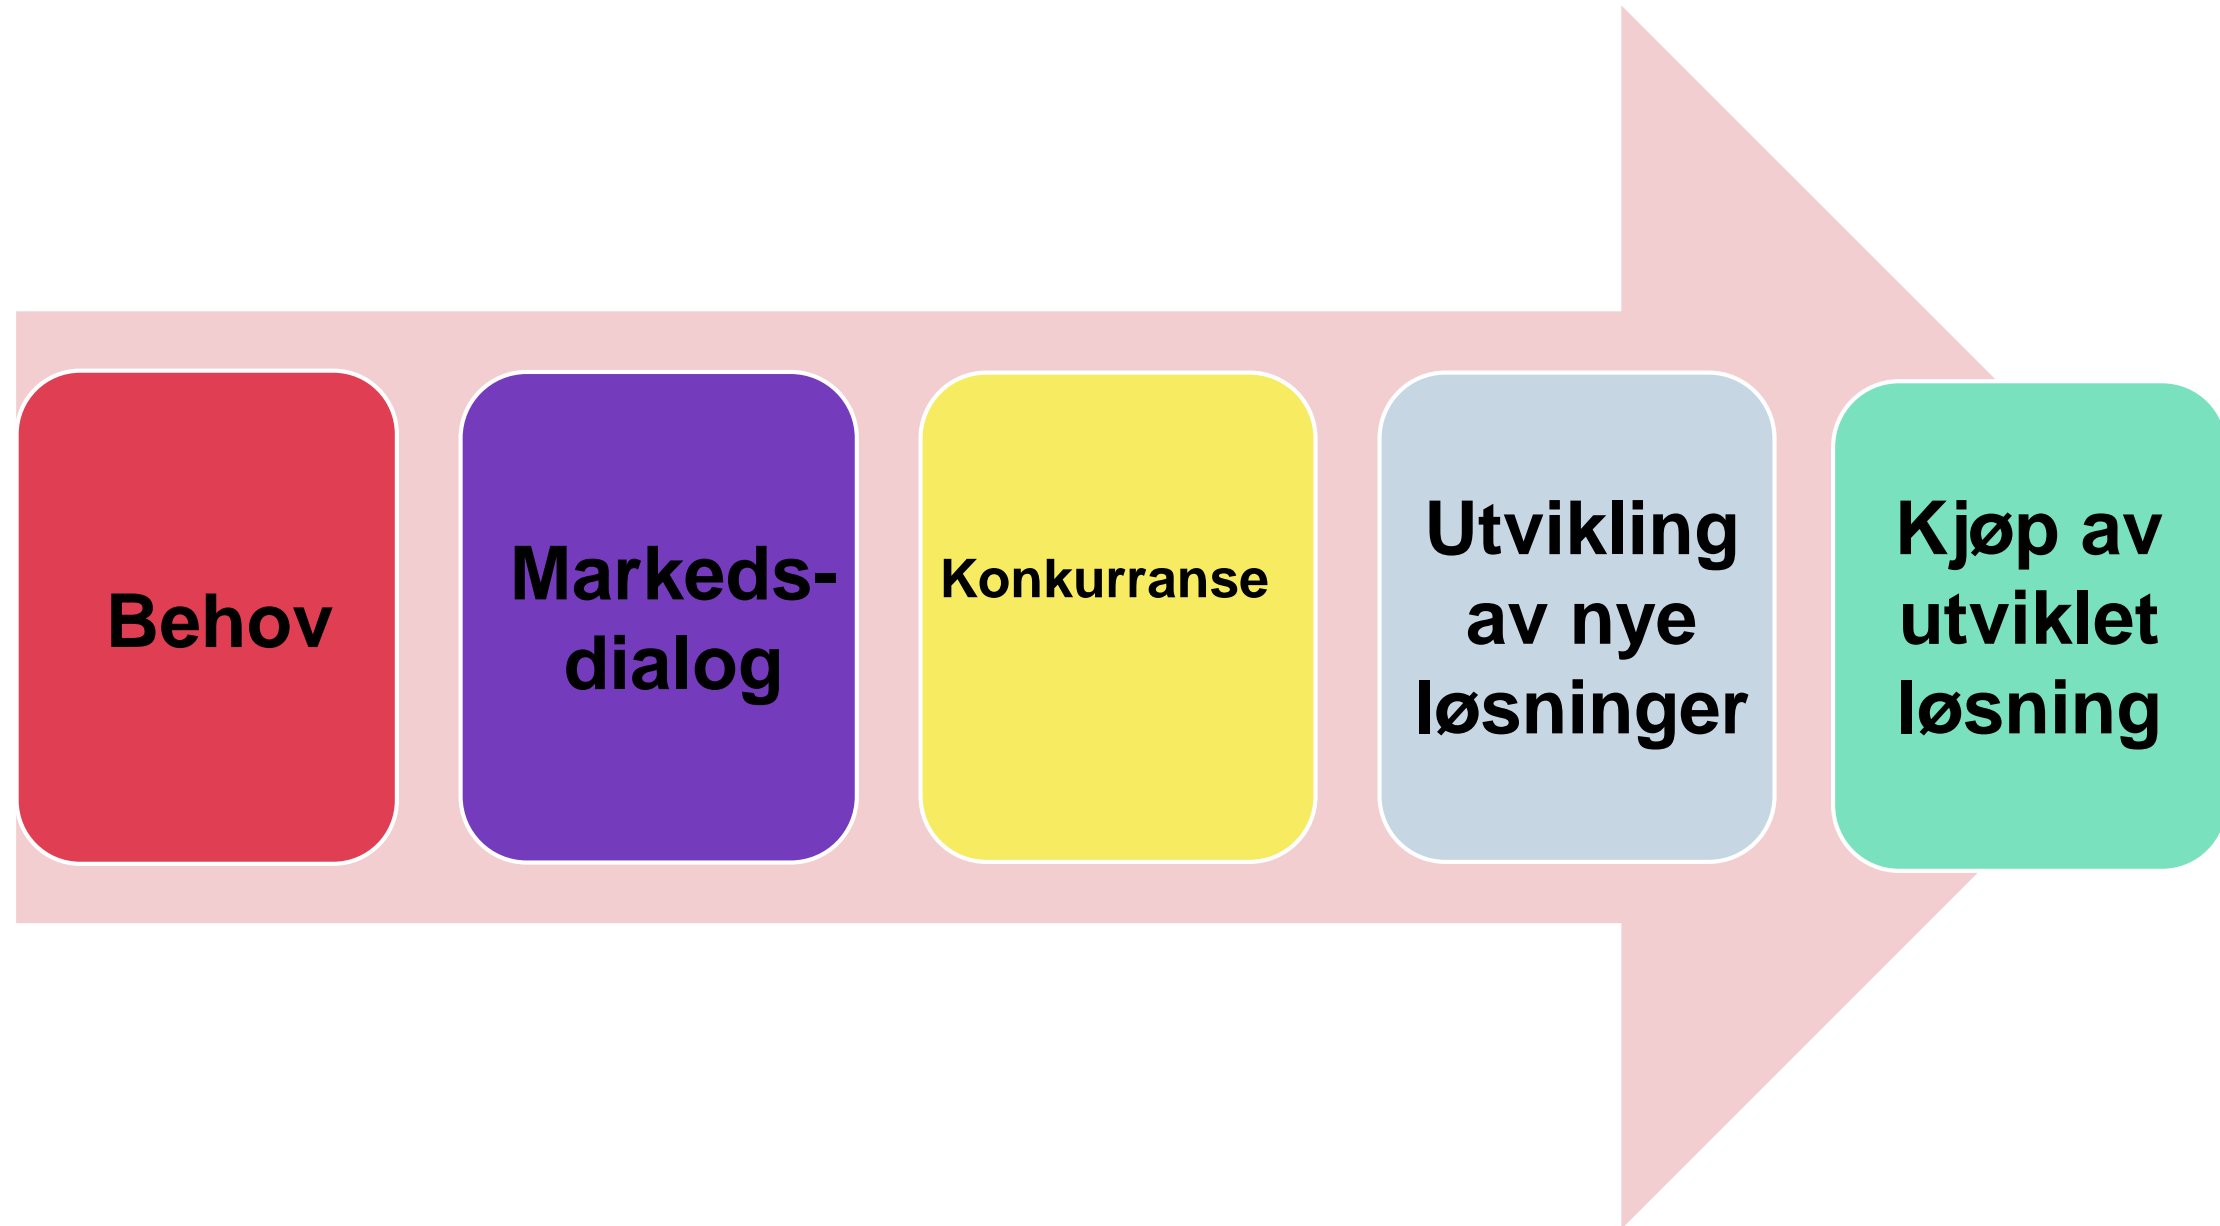 Behov
Markeds-
dialog
Konkurranse
Utvikling
av nye
løsninger
Kjøp av
utviklet
løsning